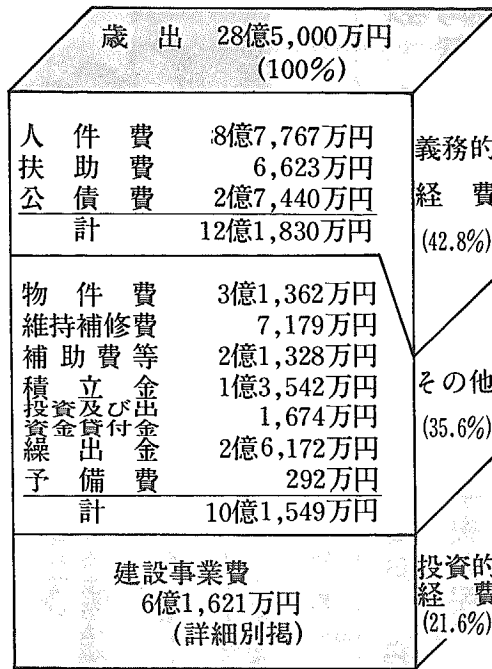 歳出 28億5,000万円
(100%)
人件費 8億7,767万円
扶助費 6,623万円
公債費 2億7,440万円
計 12億1,830万円
義務的
経費
(42.8%)
物件費 3億1,362万円
維持補修費 7,179万円
補助費等 2億1,328万円
積立金 1億3,542万円
投資及び出
資金貸付金 1,674万円
繰出金 2億6,172万円
予備費 292万円
計 10億1,549万円
その他
(35.6%)
建設事業費
6億1,621万円
(詳細別掲)
投資的
経費
(21.6%)